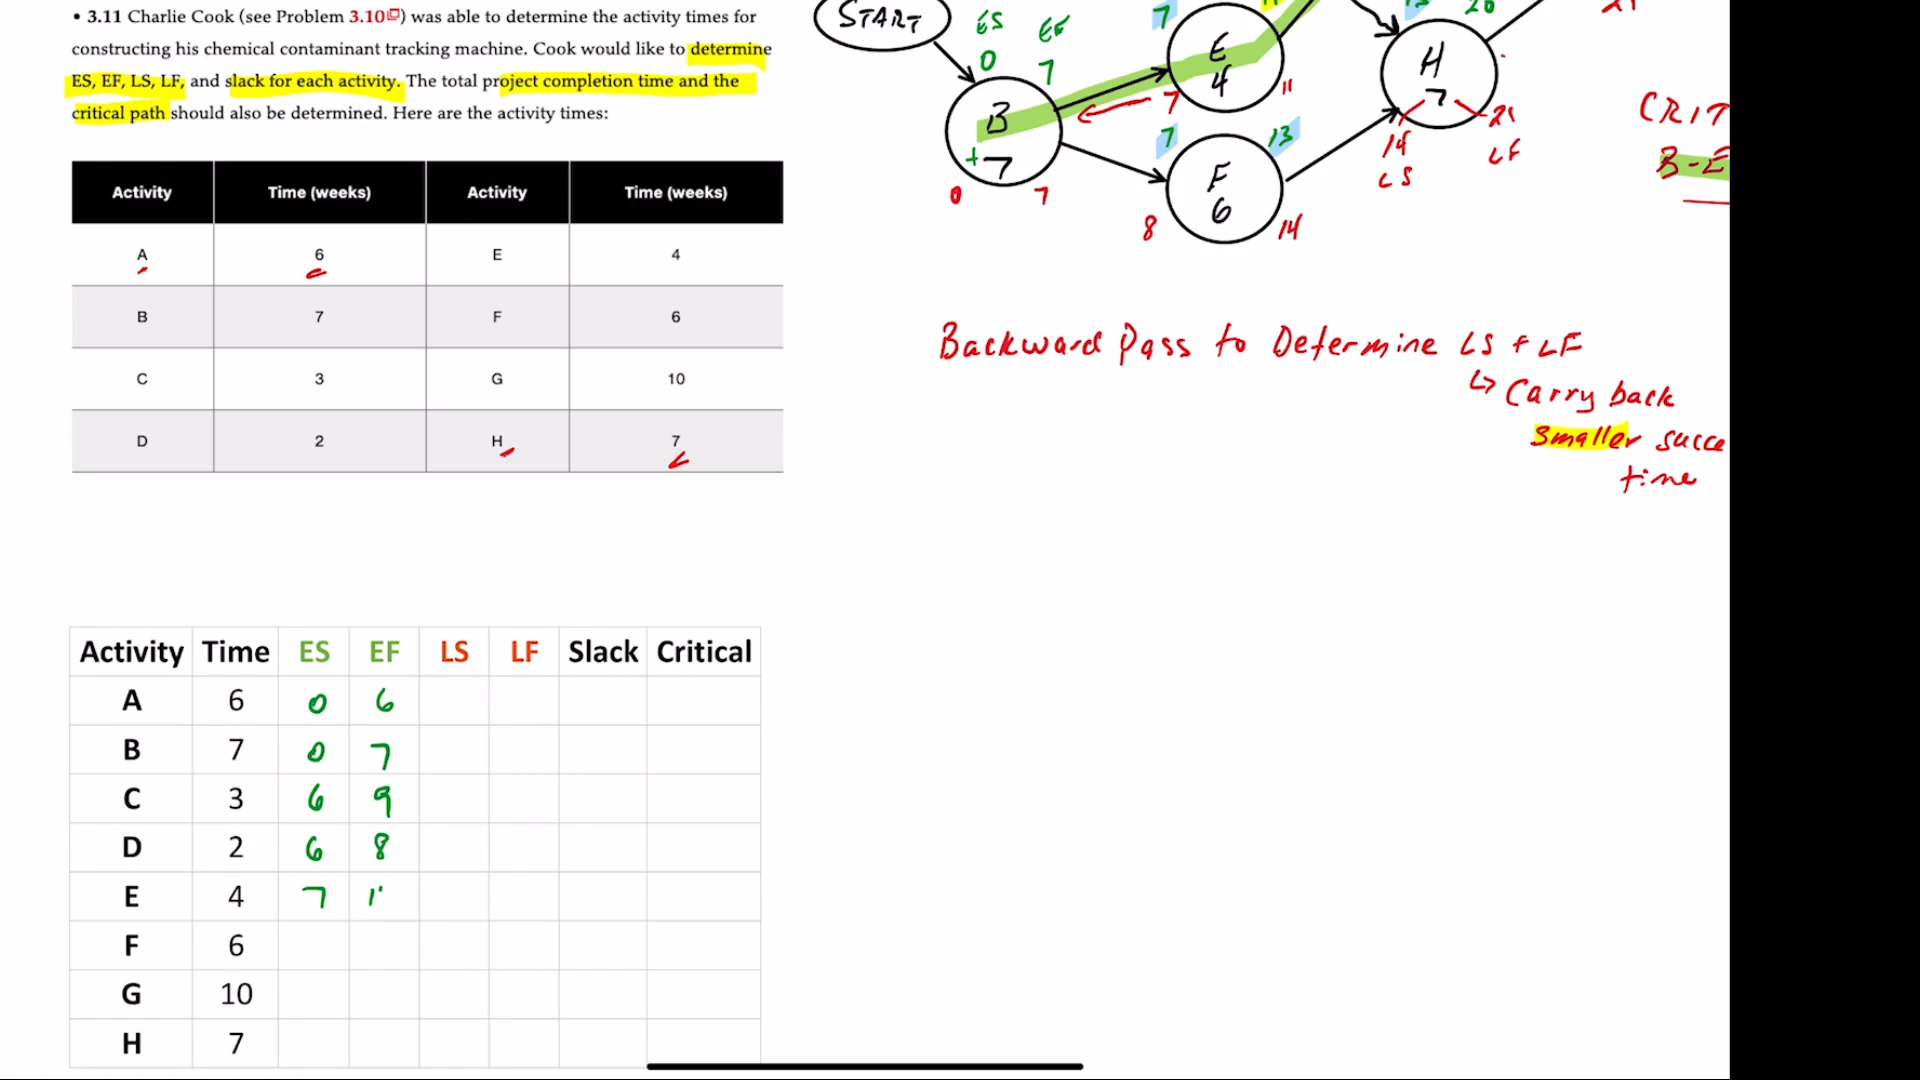 • 3.11 Charlie Cook (see Problem 3.10) was able to determine the activity times for
constructing his chemical contaminant tracking machine. Cook would like to determine
ES, EF, LS, LF, and slack for each activity. The total project completion time and the
critical path should also be determined. Here are the activity times:
Activity Time (weeks) Activity Time (weeks)
A 6 E 4
B 7 F 6
C 3 G 10
D 2 H 7
START
ES EF
0 7
B
+7
0 7
7
E
4
7 11
7 13
F
6
8 14
20
H
7
14 21
LS LF
21
CRIT
B-E
Backward Pass to Determine LS + LF
↳ Carry back
smaller succe
time
Activity Time ES EF LS LF Slack Critical
A 6 0 6
B 7 0 7
C 3 6 9
D 2 6 8
E 4 7 11
F 6
G 10
H 7